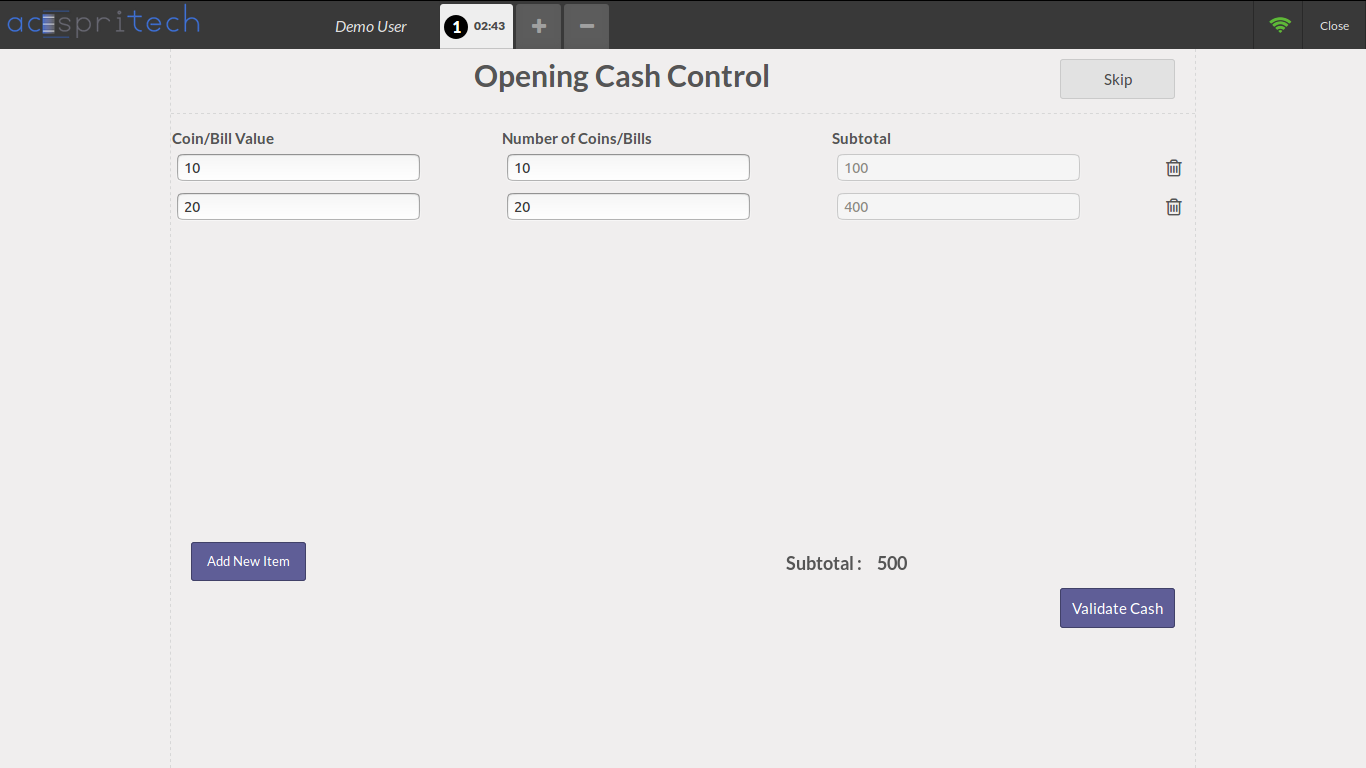 acespritech Demo User 1 02:43 + − Close
Opening Cash Control Skip
Coin/Bill Value Number of Coins/Bills Subtotal
10 10 100
20 20 400
Add New Item Subtotal : 500
Validate Cash